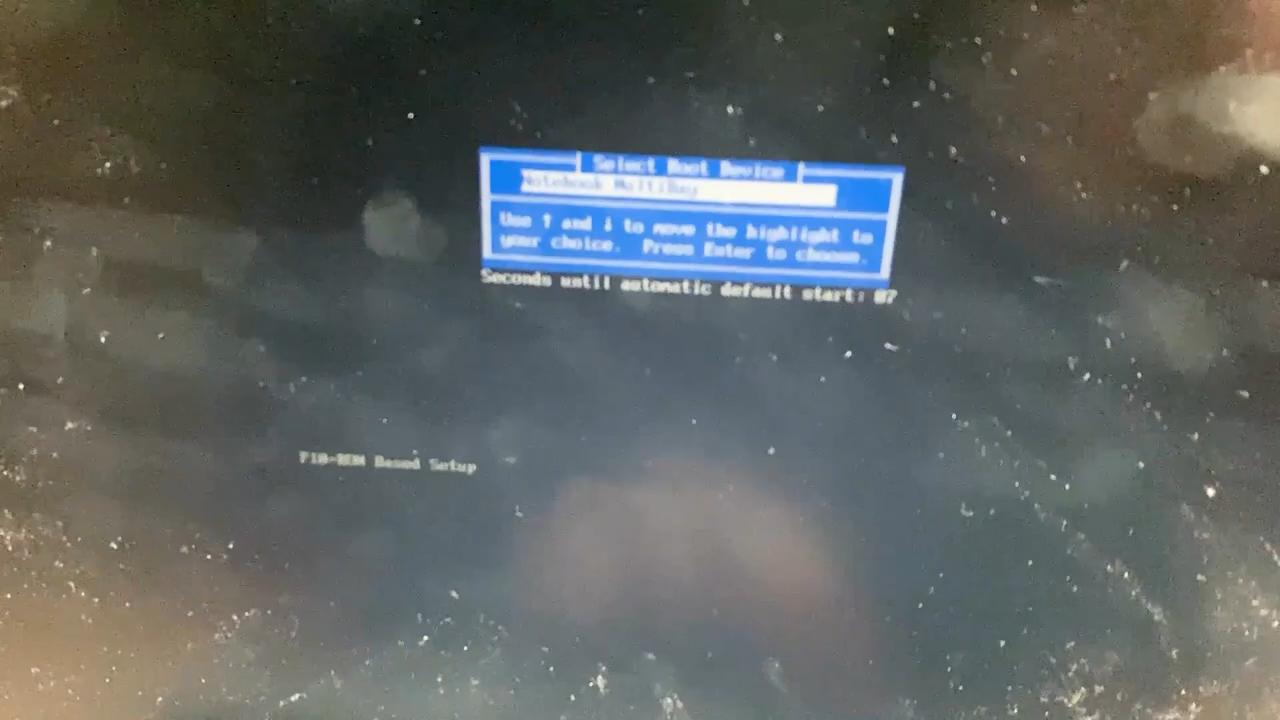 Select Boot Device
Notebook MultiBay
Use ↑ and ↓ to move the highlight to
your choice. Press Enter to choose.
Seconds until automatic default start: 07
F10=ROM Based Setup